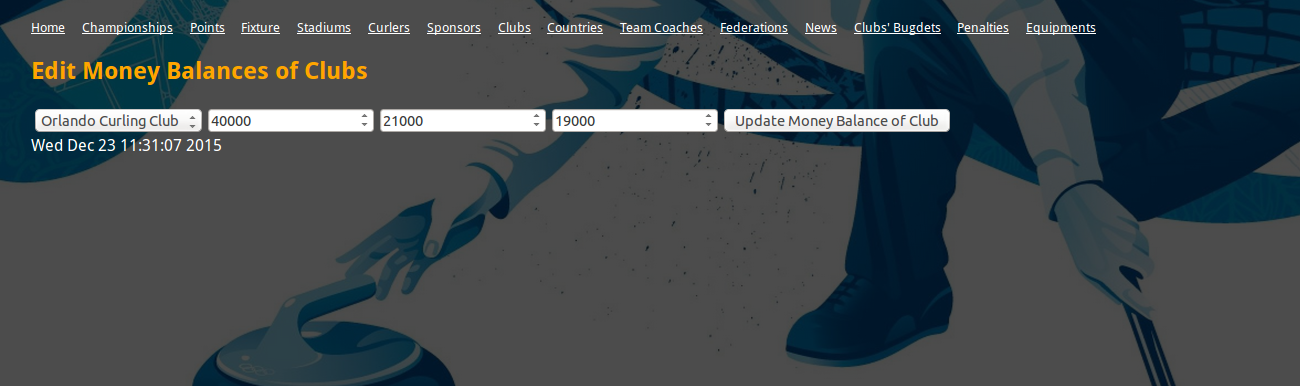 Home Championships Points Fixture Stadiums Curlers Sponsors Clubs Countries Team Coaches Federations News Clubs' Bugdets Penalties Equipments
Edit Money Balances of Clubs
Orlando Curling Club 40000 21000 19000 Update Money Balance of Club
Wed Dec 23 11:31:07 2015